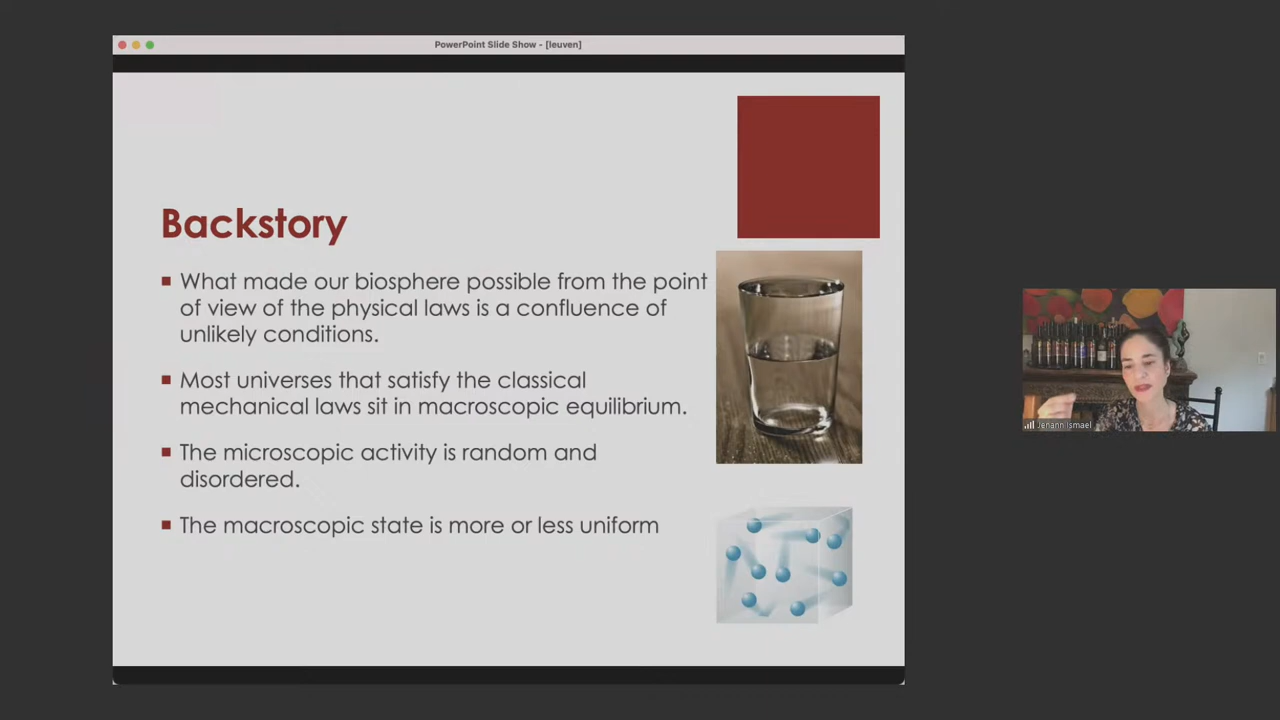 PowerPoint Slide Show - [leuven]
Backstory
What made our biosphere possible from the point
of view of the physical laws is a confluence of
unlikely conditions.
Most universes that satisfy the classical
mechanical laws sit in macroscopic equilibrium.
The microscopic activity is random and
disordered.
The macroscopic state is more or less uniform
Jenann Ismael